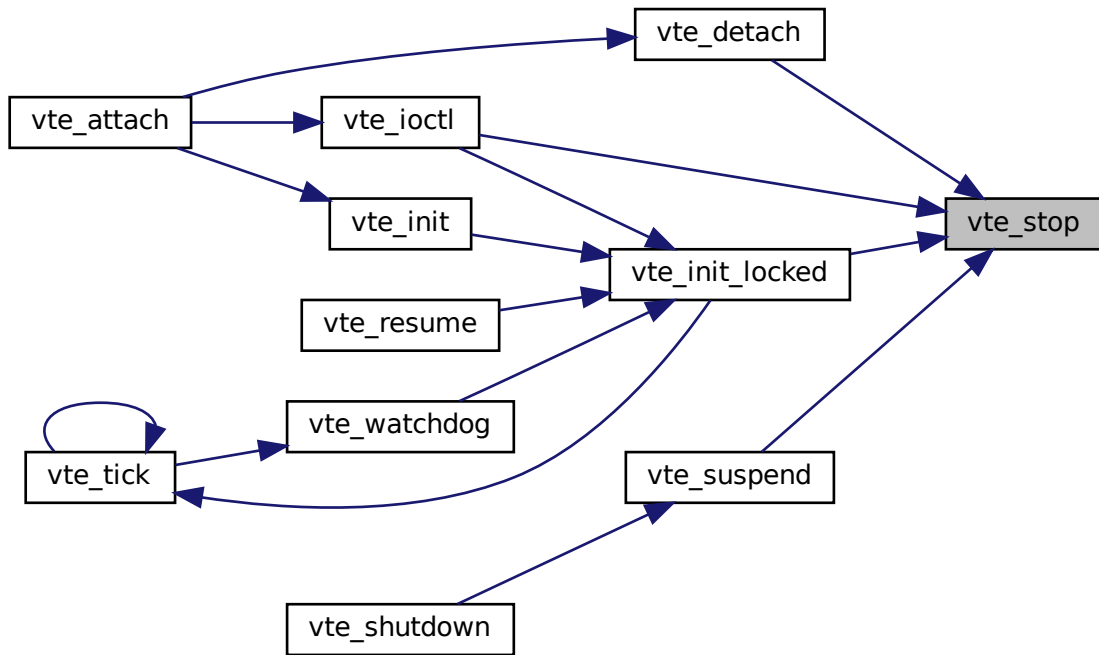 vte_detach
vte_attach
vte_ioctl
vte_init
vte_stop
vte_init_locked
vte_resume
vte_watchdog
vte_tick
vte_suspend
vte_shutdown